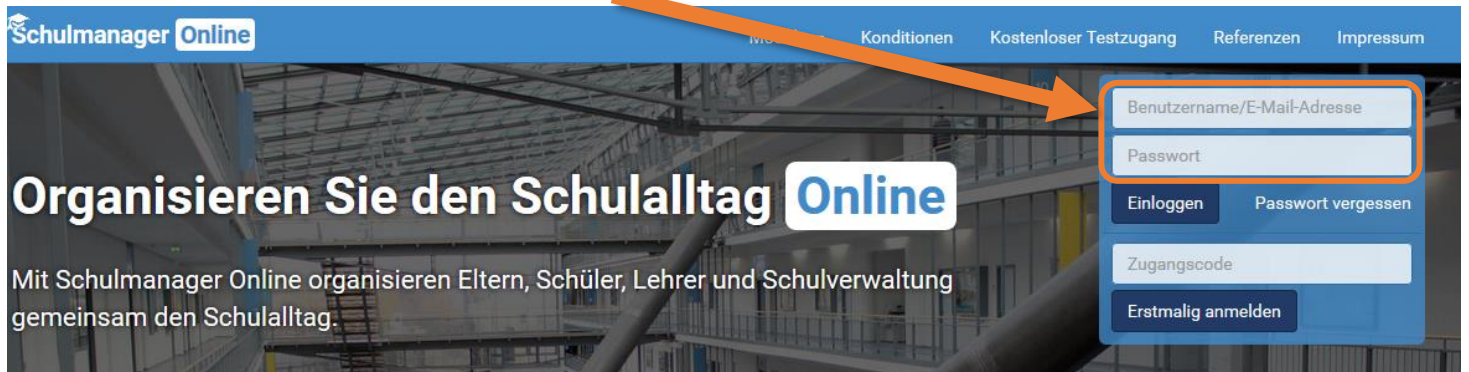 Schulmanager Online
Konditionen
Kostenloser Testzugang
Referenzen
Impressum
Benutzername/E-Mail-Adresse
Passwort
Organisieren Sie den Schulalltag Online
Einloggen
Passwort vergessen
Zugangscode
Mit Schulmanager Online organisieren Eltern, Schüler, Lehrer und Schulverwaltung
gemeinsam den Schulalltag.
Erstmalig anmelden